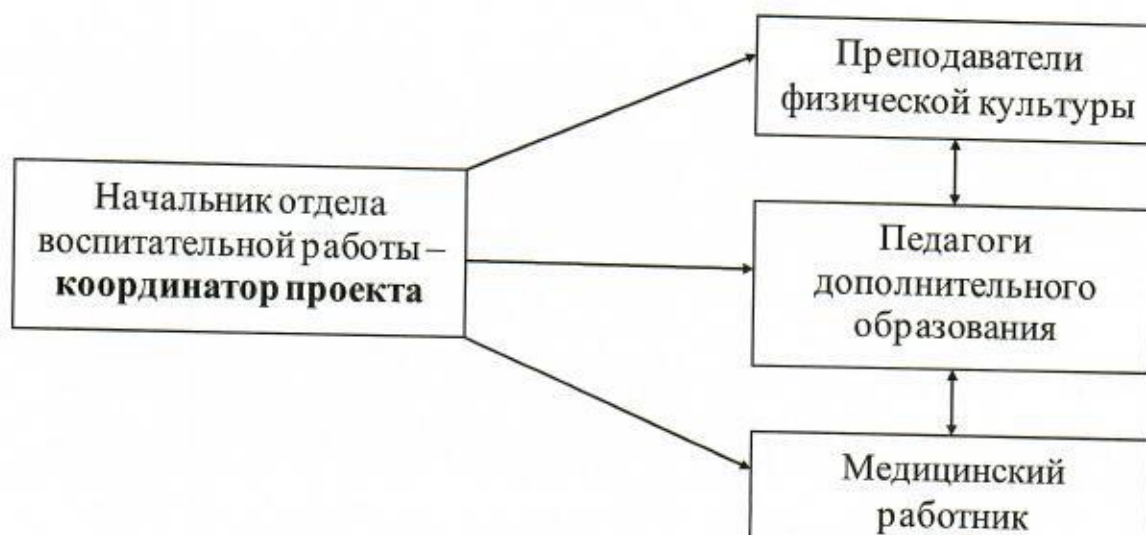 Преподаватели
физической культуры
Начальник отдела
воспитательной работы –
координатор проекта
Педагоги
дополнительного
образования
Медицинский
работник